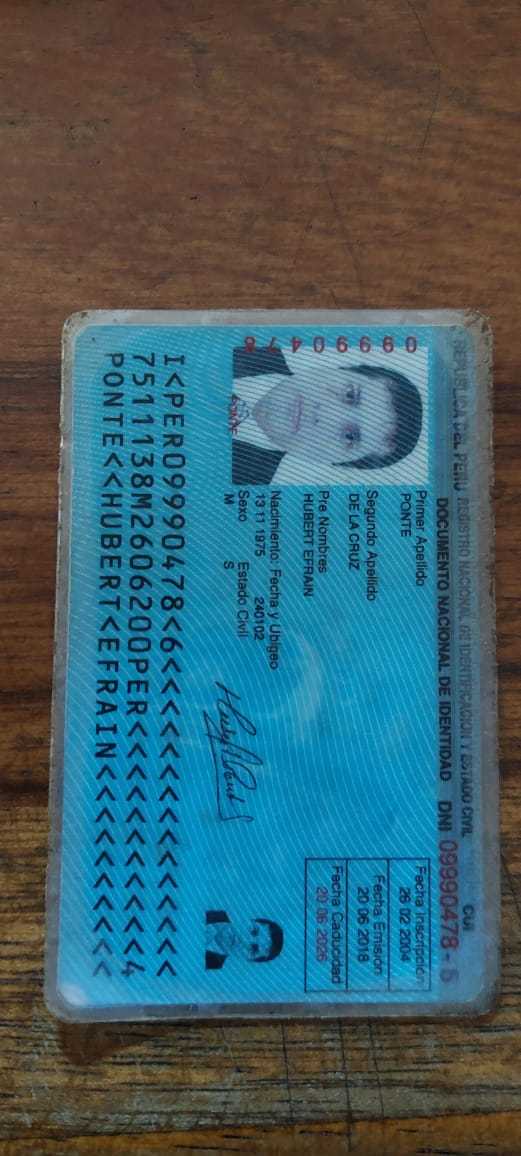 REPUBLICA DEL PERU REGISTRO NACIONAL DE IDENTIFICACION Y ESTADO CIVIL CUI
DOCUMENTO NACIONAL DE IDENTIDAD DNI 09990478 - 5
09990478
Primer Apellido
PONTE
Segundo Apellido
DE LA CRUZ
Pre Nombres
HUBERT EFRAIN
Nacimiento: Fecha y Ubigeo
13 11 1975 240102
Sexo Estado Civil
M S
Fecha Inscripción
26 02 2004
Fecha Emisión
20 06 2018
Fecha Caducidad
20 06 2026
I<PER09990478<6<<<<<<<<<<<<<<<
7511138M2606200PER<<<<<<<<<<<4
PONTE<<HUBERT<EFRAIN<<<<<<<<<<